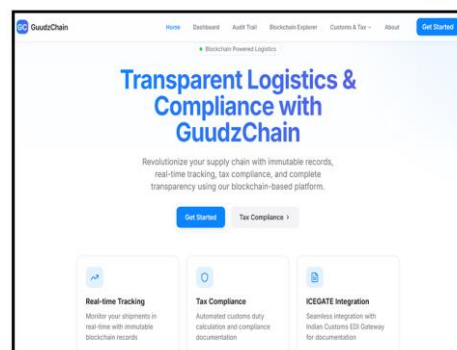 GC GuudzChain
Home Dashboard Audit Trail Blockchain Explorer Customs & Tax About Get Started
Blockchain Powered Logistics
Transparent Logistics &
Compliance with
GuudzChain
Revolutionize your supply chain with immutable records,
real-time tracking, tax compliance, and complete
transparency using our blockchain-based platform.
Get Started Tax Compliance ›
Real-time Tracking
Monitor your shipments in
real-time with immutable
blockchain records
Tax Compliance
Automated customs duty
calculation and compliance
documentation
ICEGATE Integration
Seamless integration with
Indian Customs EDI Gateway
for documentation